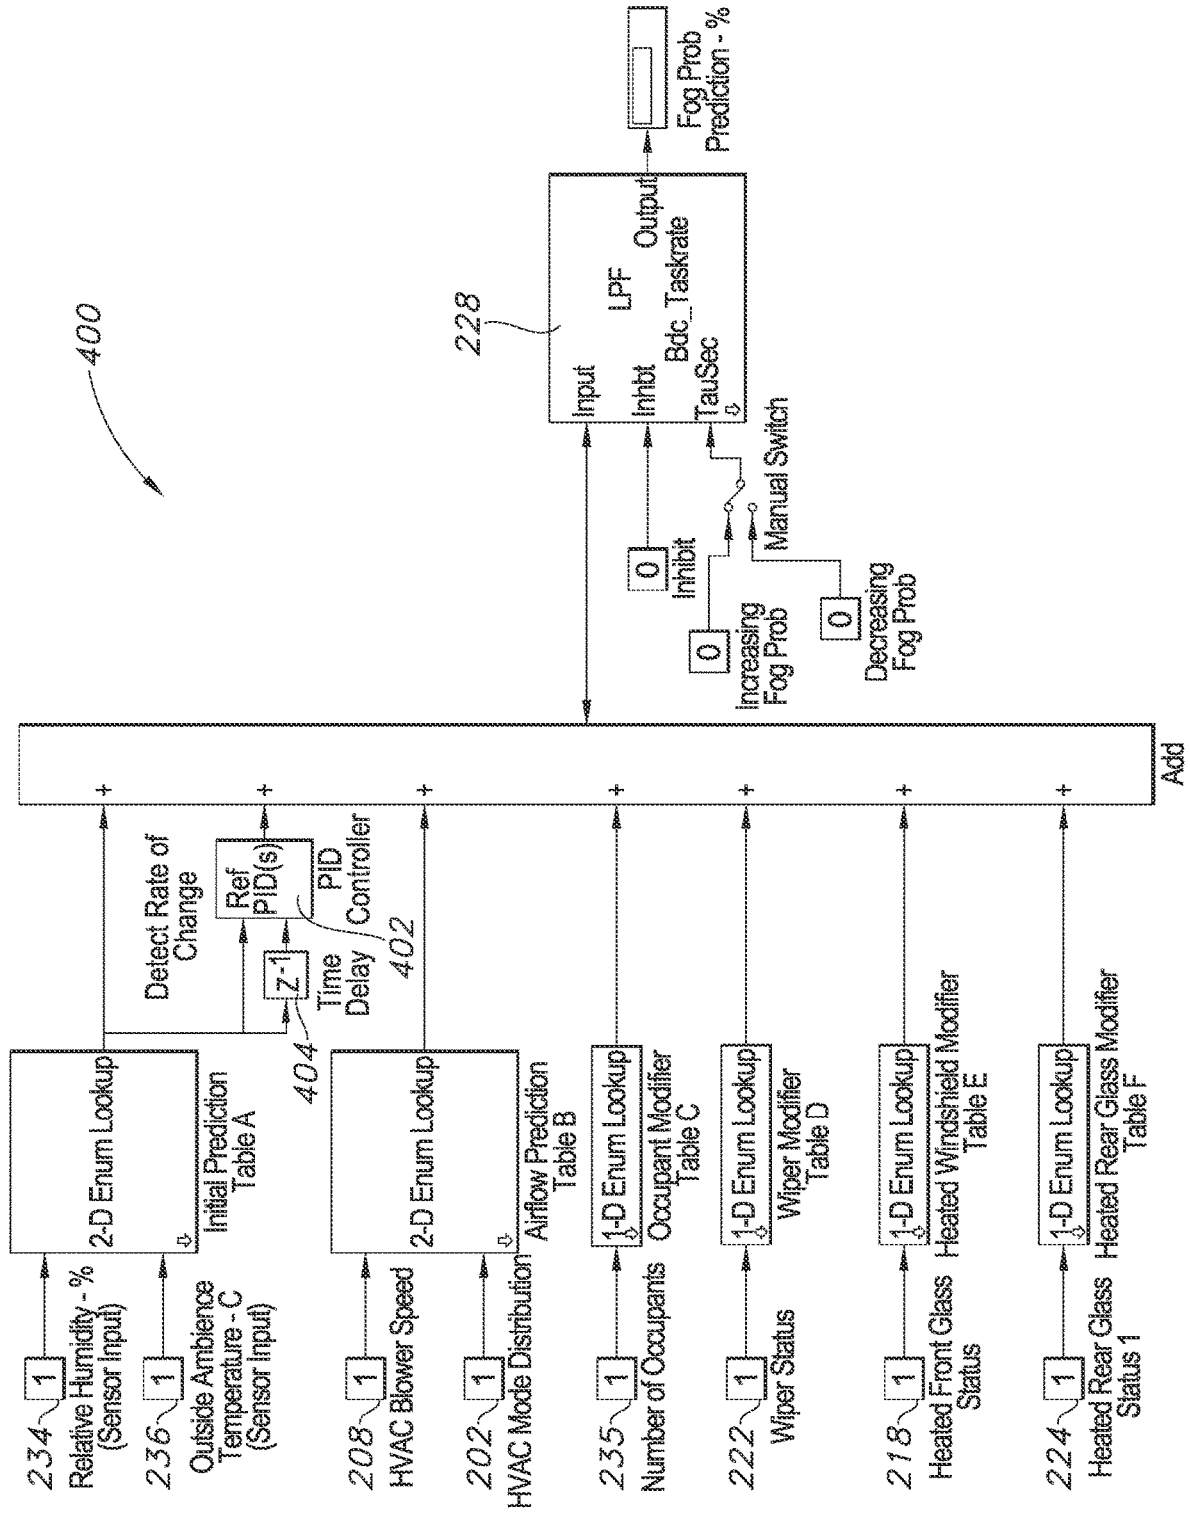 400
234
1
Relative Humidity - %
(Sensor Input)
236
1
Outside Ambience
Temperature - C
(Sensor Input)
2-D Enum Lookup
Initial Prediction
Table A
Detect Rate of
Change
Ref
PID(s)
PID
Controller
402
z-1
Time
Delay
404
208
1
HVAC Blower Speed
202
1
HVAC Mode Distribution
2-D Enum Lookup
Airflow Prediction
Table B
235
1
Number of Occupants
1-D Enum Lookup
Occupant Modifier
Table C
222
1
Wiper Status
1-D Enum Lookup
Wiper Modifier
Table D
218
1
Heated Front Glass
Status
1-D Enum Lookup
Heated Windshield Modifier
Table E
224
1
Heated Rear Glass
Status 1
1-D Enum Lookup
Heated Rear Glass Modifier
Table F
+
+
+
+
+
+
+
Add
0
Inhibit
0
Increasing
Fog Prob
0
Decreasing
Fog Prob
Manual Switch
228
Input
Inhbt
TauSec
LPF
Bdc_Taskrate
Output
Fog Prob
Prediction - %